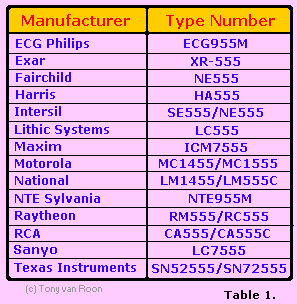 Manufacturer Type Number
ECG Philips ECG955M
Exar XR-555
Fairchild NE555
Harris HA555
Intersil SE555/NE555
Lithic Systems LC555
Maxim ICM7555
Motorola MC1455/MC1555
National LM1455/LM555C
NTE Sylvania NTE955M
Raytheon RM555/RC555
RCA CA555/CA555C
Sanyo LC7555
Texas Instruments SN52555/SN72555
(c) Tony van Roon Table 1.